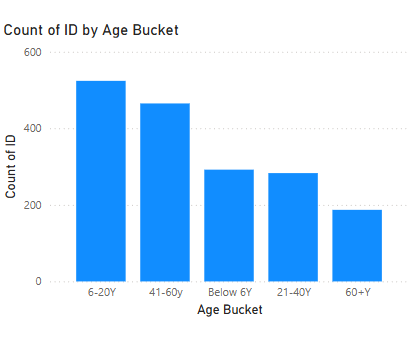 Count of ID by Age Bucket
600
400
200
0
Count of ID
6-20Y 41-60y Below 6Y 21-40Y 60+Y
Age Bucket